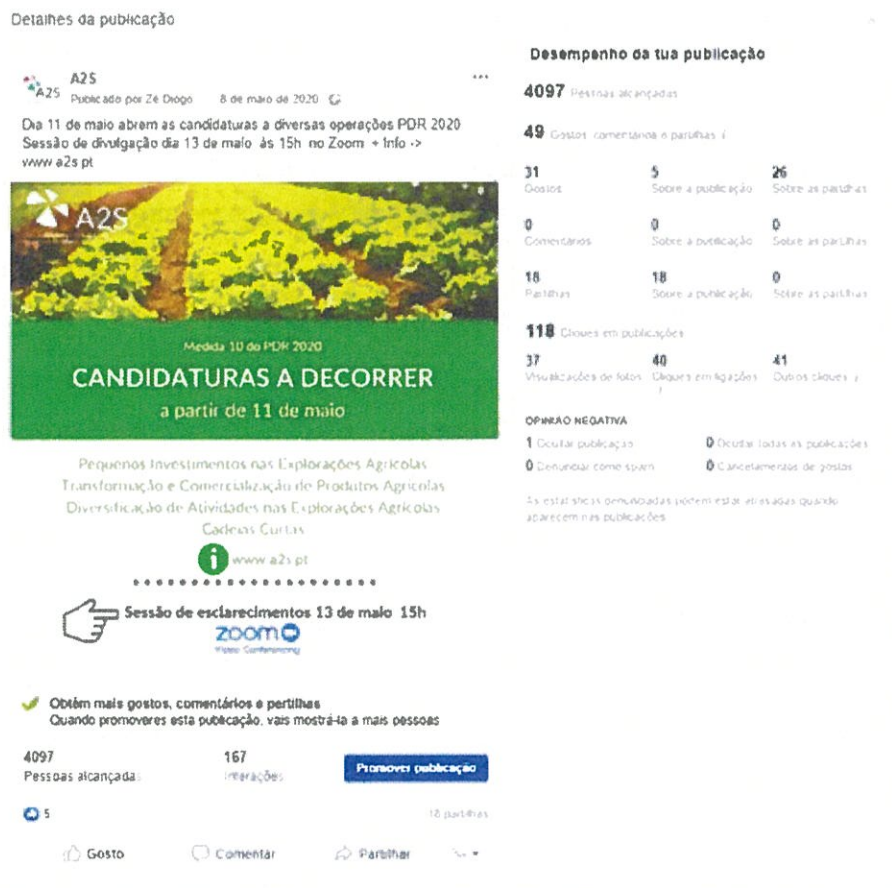 Detalhes da publicação
A2S
A2S
Publicado por Zé Diogo 8 de maio de 2020
Dia 11 de maio abrem as candidaturas a diversas operações PDR 2020
Sessão de divulgação dia 13 de maio às 15h no Zoom + Info ->
www a2s pt
A2S
Medida 10 do PDR 2020
CANDIDATURAS A DECORRER
a partir de 11 de maio
Pequenos Investimentos nas Explorações Agrícolas
Transformação e Comercialização de Produtos Agrícolas
Diversificação de Atividades nas Explorações Agrícolas
Cadeias Curtas
i www a2s pt
Sessão de esclarecimentos 13 de maio 15h
zoom
Video Conferencing
Obtém mais gostos, comentários e partilhas
Quando promoveres esta publicação, vais mostrá-la a mais pessoas
4097 167
Pessoas alcançadas Interações Promover publicação
5 18 partilhas
Gosto Comentar Partilhar
Desempenho da tua publicação
4097 Pessoas alcançadas
49 Gostos, comentários e partilhas i
31 5 26
Gostos Sobre a publicação Sobre as partilhas
0 0 0
Comentários Sobre a publicação Sobre as partilhas
18 18 0
Partilhas Sobre a publicação Sobre as partilhas
118 Cliques em publicações
37 40 41
Visualizações de fotos Cliques em ligações Outros cliques i
i
OPINIÃO NEGATIVA
1 Ocultar publicação 0 Ocultar todas as publicações
0 Denunciar como spam 0 Cancelamentos de gostos
As estatísticas denunciadas podem estar atrasadas quando
aparecem nas publicações